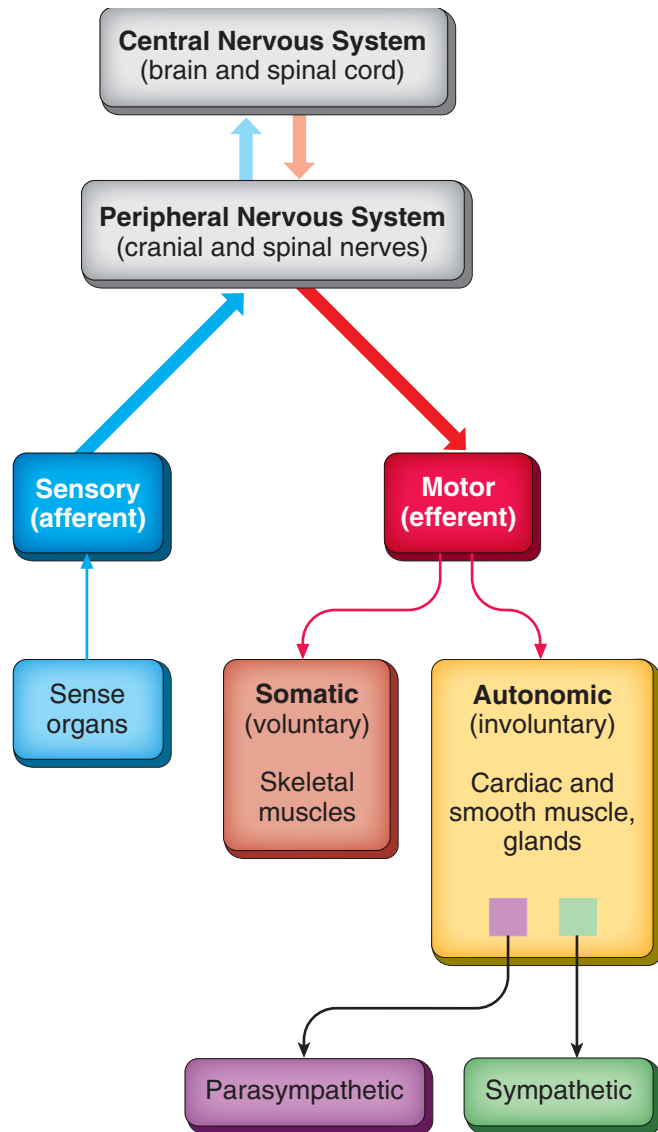 Central Nervous System
(brain and spinal cord)
Peripheral Nervous System
(cranial and spinal nerves)
Sensory
(afferent)
Motor
(efferent)
Sense
organs
Somatic
(voluntary)
Skeletal
muscles
Autonomic
(involuntary)
Cardiac and
smooth muscle,
glands
Parasympathetic
Sympathetic